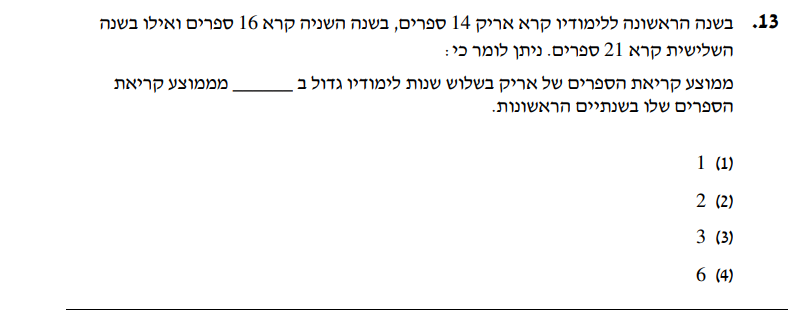 13. בשנה הראשונה ללימודיו קרא אריק 14 ספרים, בשנה השניה קרא 16 ספרים ואילו בשנה
השלישית קרא 21 ספרים. ניתן לומר כי:
ממוצע קריאת הספרים של אריק בשלוש שנות לימודיו גדול ב ______ מממוצע קריאת
הספרים שלו בשנתיים הראשונות.
(1) 1
(2) 2
(3) 3
(4) 6